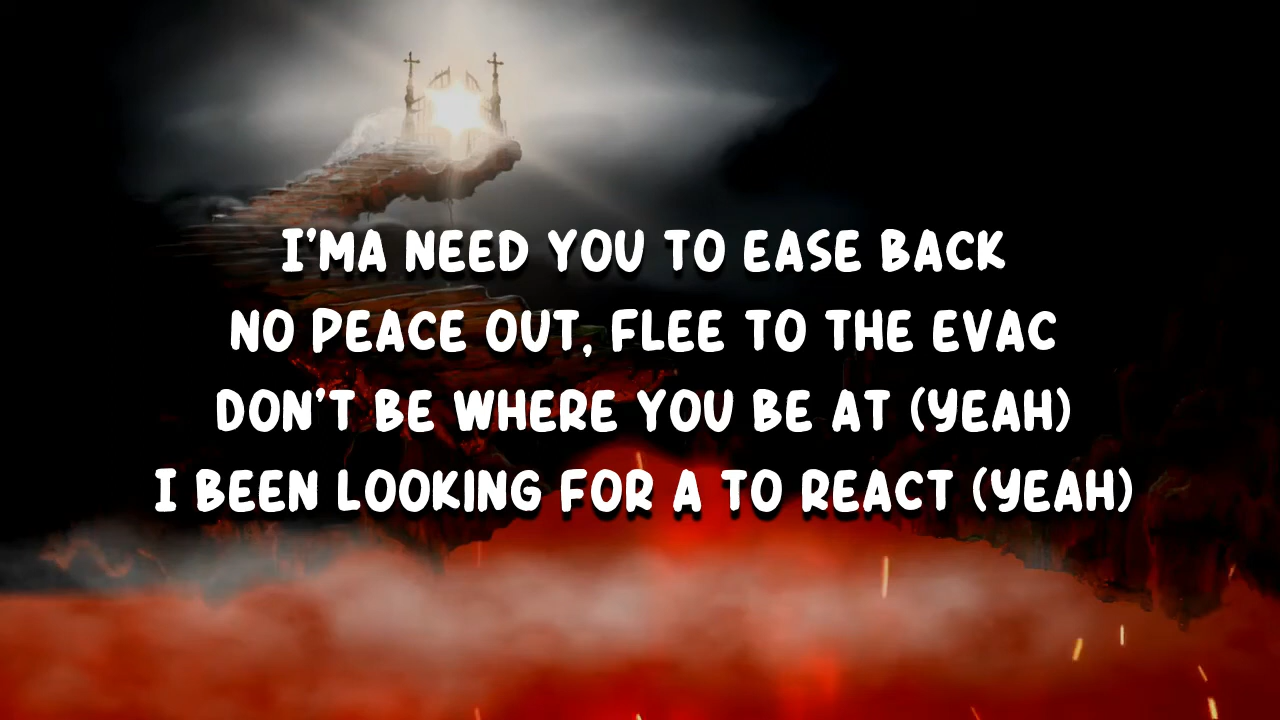 I'MA NEED YOU TO EASE BACK
NO PEACE OUT, FLEE TO THE EVAC
DON'T BE WHERE YOU BE AT (YEAH)
I BEEN LOOKING FOR A TO REACT (YEAH)